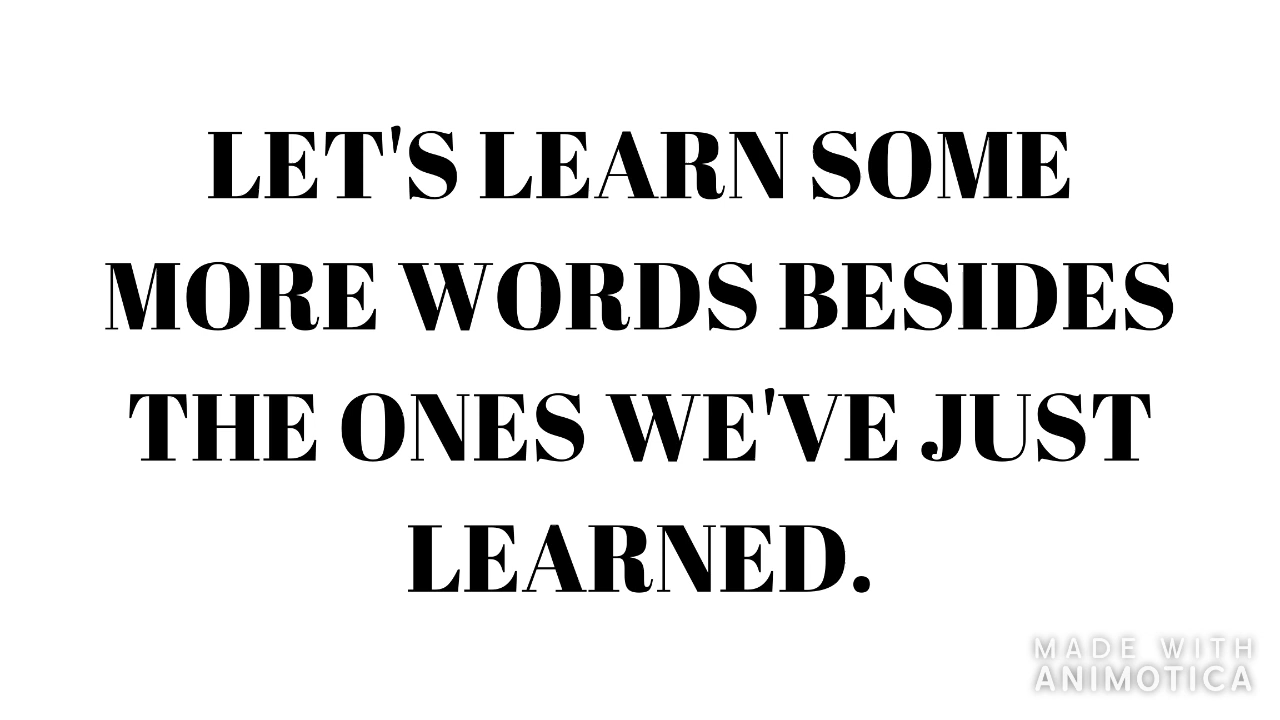 LET'S LEARN SOME
MORE WORDS BESIDES
THE ONES WE'VE JUST
LEARNED.
MADE WITH
ANIMOTICA